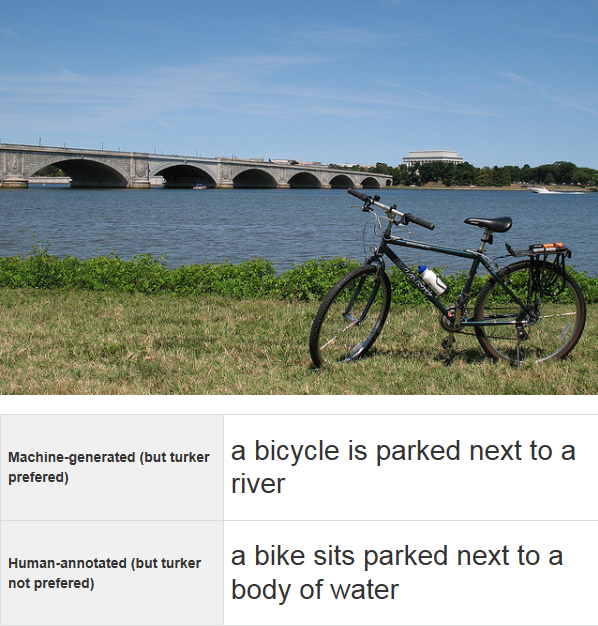 Machine-generated (but turker
prefered)
a bicycle is parked next to a
river
Human-annotated (but turker
not prefered)
a bike sits parked next to a
body of water